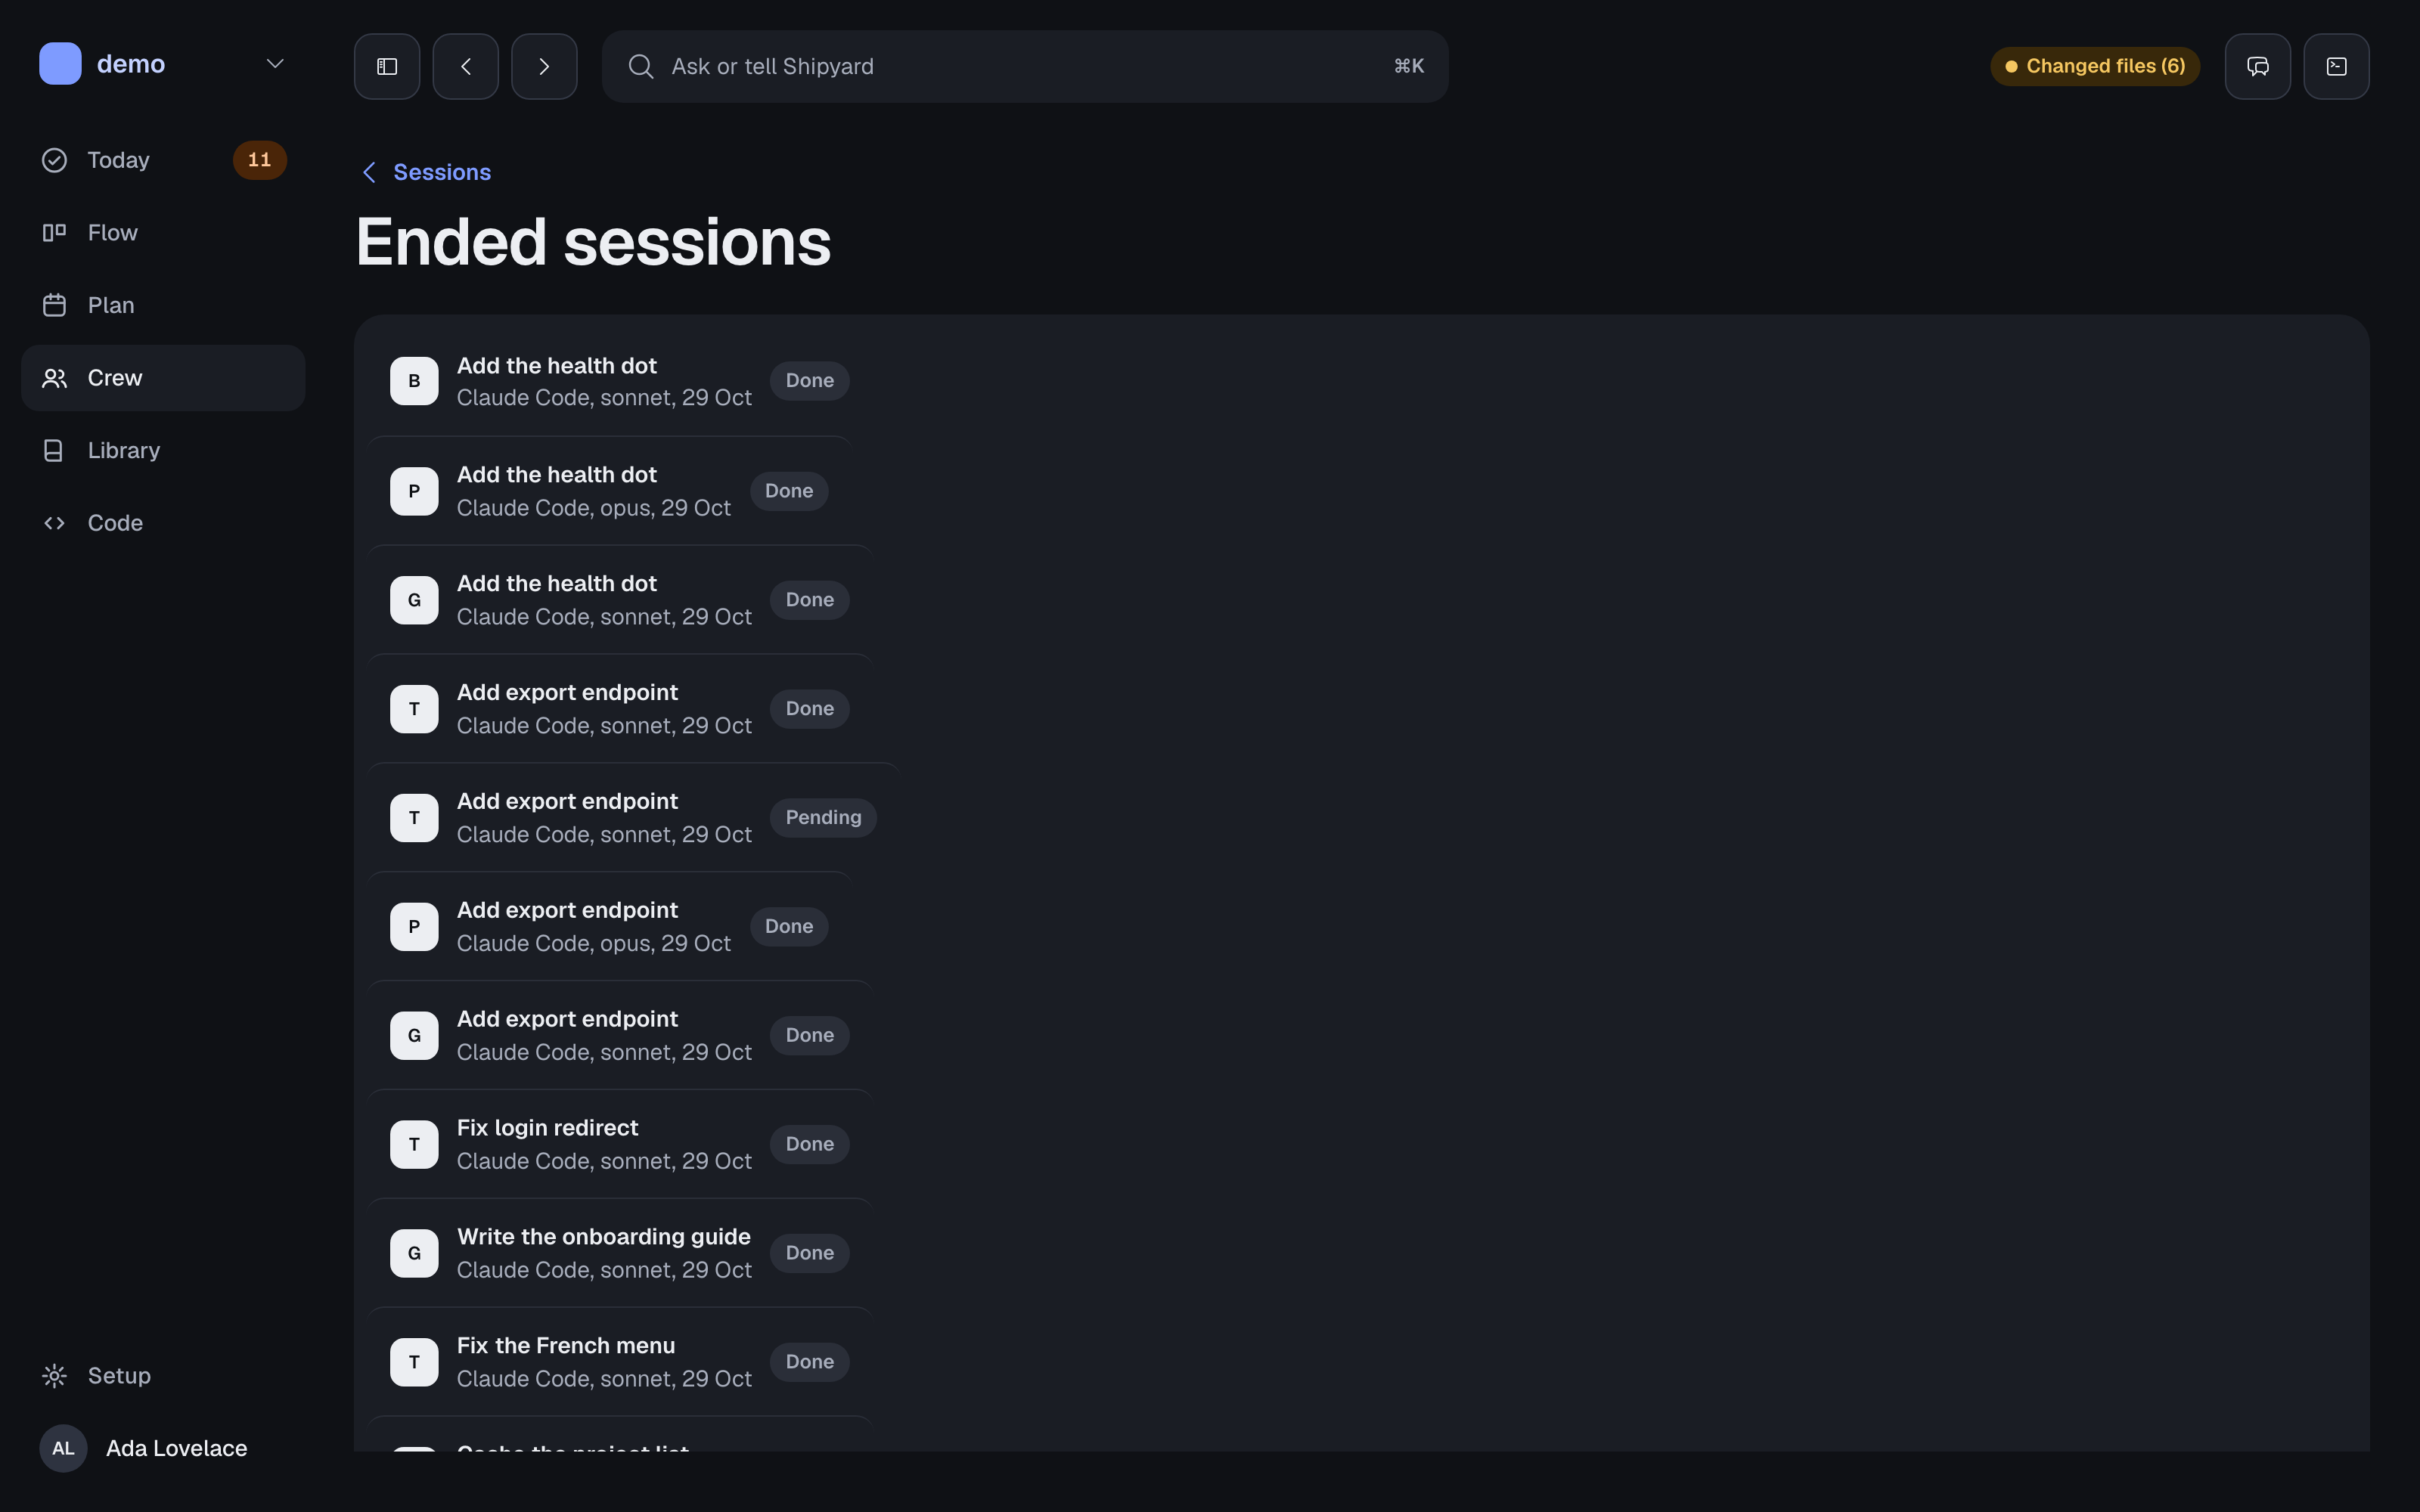 demo
Ask or tell Shipyard
⌘K
Changed files (6)
Today
11
Flow
Plan
Crew
Library
Code
Setup
AL
Ada Lovelace
Sessions
Ended sessions
B
Add the health dot
Claude Code, sonnet, 29 Oct
Done
P
Add the health dot
Claude Code, opus, 29 Oct
Done
G
Add the health dot
Claude Code, sonnet, 29 Oct
Done
T
Add export endpoint
Claude Code, sonnet, 29 Oct
Done
T
Add export endpoint
Claude Code, sonnet, 29 Oct
Pending
P
Add export endpoint
Claude Code, opus, 29 Oct
Done
G
Add export endpoint
Claude Code, sonnet, 29 Oct
Done
T
Fix login redirect
Claude Code, sonnet, 29 Oct
Done
G
Write the onboarding guide
Claude Code, sonnet, 29 Oct
Done
T
Fix the French menu
Claude Code, sonnet, 29 Oct
Done
Cache the project list